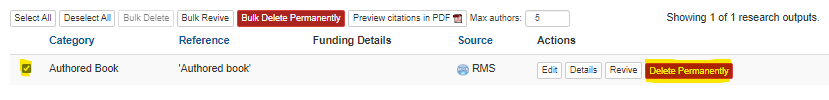 Select All Deselect All Bulk Delete Bulk Revive Bulk Delete Permanently Preview citations in PDF Max authors: 5 Showing 1 of 1 research outputs.
Category Reference Funding Details Source Actions
Authored Book 'Authored book' RMS Edit Details Revive Delete Permanently